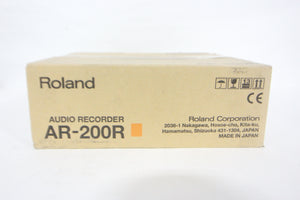 Roland
CE
AUDIO RECORDER
AR-200R
Roland Corporation
2036-1 Nakagawa, Hosoe-cho, Kita-ku,
Hamamatsu, Shizuoka 431-1304, JAPAN
MADE IN JAPAN